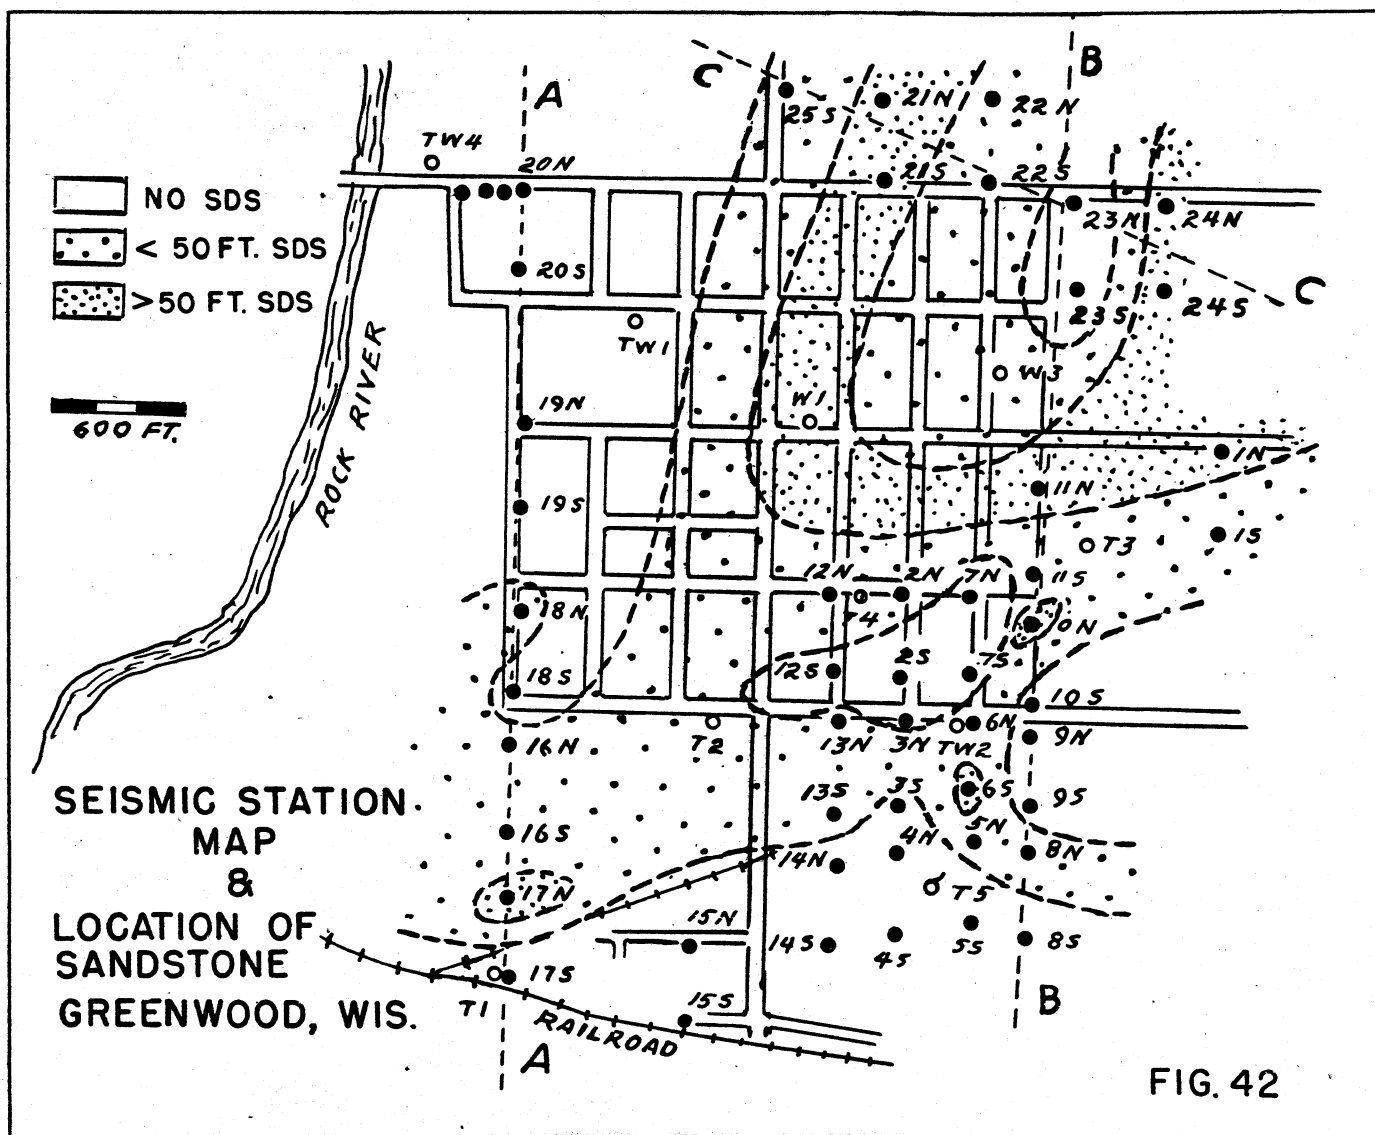 A
B
C
21N
22N
25S
TW4
20N
21S
22S
NO SDS
23N
24N
< 50 FT. SDS
20S
C
>50 FT. SDS
23S
24S
TW1
ROCK RIVER
W3
600 FT.
19N
W1
1N
11N
19S
1S
T3
12N
2N
7N
11S
18N
T4
0N
2S
7S
12S
18S
10S
16N
T2
13N
3N
TW2
6N
9N
SEISMIC STATION
MAP
&
LOCATION OF
SANDSTONE
GREENWOOD, WIS.
13S
3S
6S
9S
16S
4N
5N
8N
14N
17N
T5
15N
14S
4S
5S
8S
17S
T1
15S
B
RAILROAD
A
FIG. 42